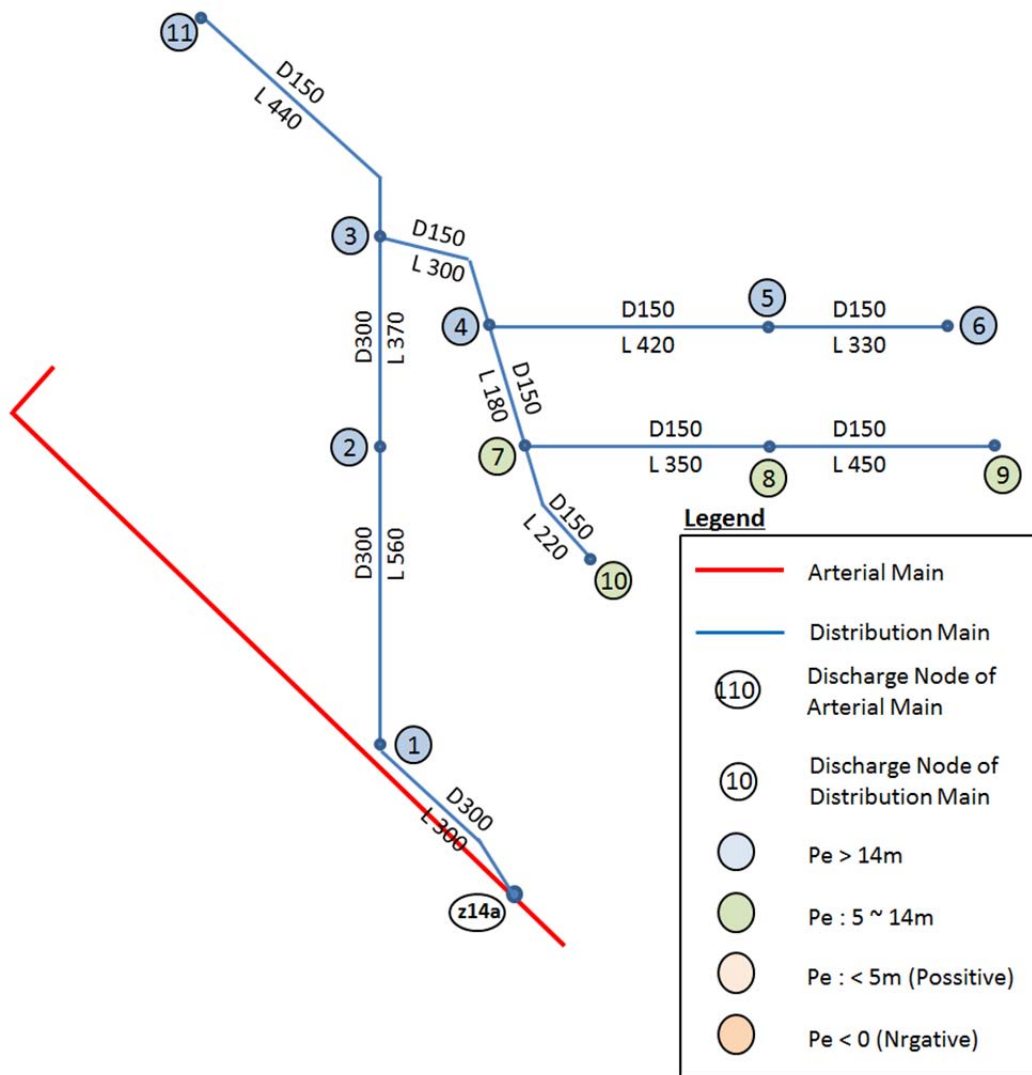 11
D150
L 440
3
D150
L 300
D300
L 370
4
D150
L 420
5
D150
L 330
6
L 180
D150
2
7
D150
L 350
8
D150
L 450
9
D150
L 220
10
D300
L 560
1
D300
L 300
z14a
Legend
Arterial Main
Distribution Main
110
Discharge Node of
Arterial Main
10
Discharge Node of
Distribution Main
Pe > 14m
Pe : 5 ~ 14m
Pe : < 5m (Possitive)
Pe < 0 (Nrgative)